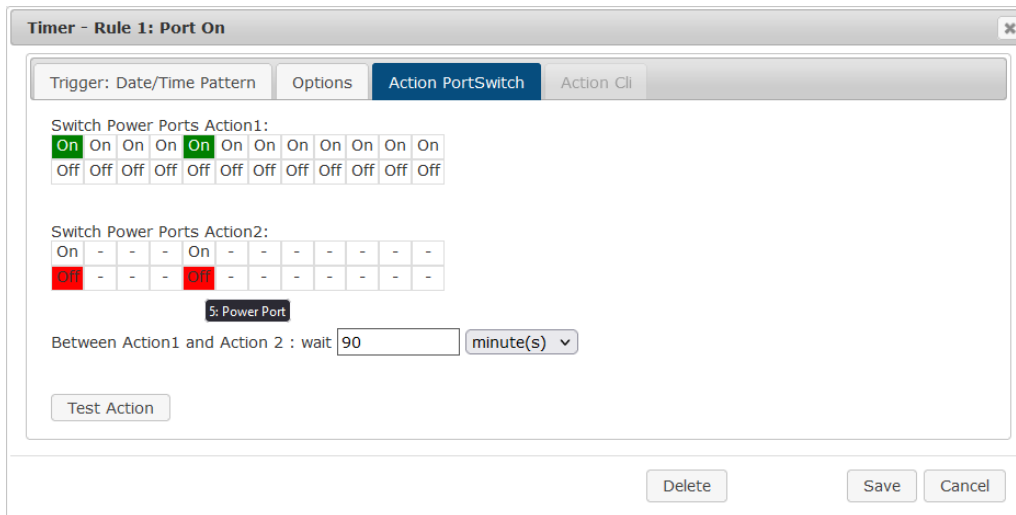 Timer - Rule 1: Port On
Trigger: Date/Time Pattern Options Action PortSwitch Action Cli
Switch Power Ports Action1:
On On On On On On On On On On On On
Off Off Off Off Off Off Off Off Off Off Off Off
Switch Power Ports Action2:
On - - - On - - - - - - -
Off - - - Off - - - - - - -
5: Power Port
Between Action1 and Action 2 : wait 90 minute(s)
Test Action
Delete Save Cancel